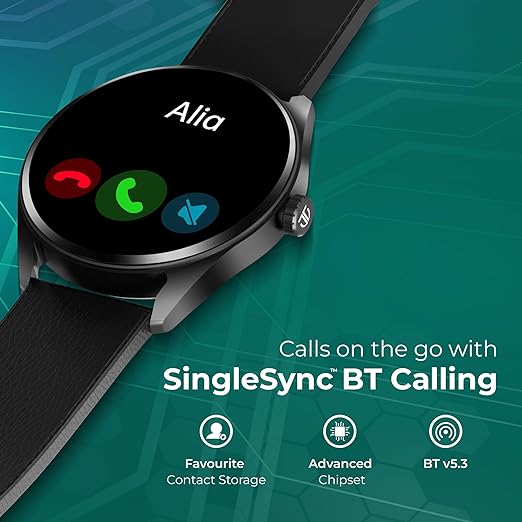 Alia
Calls on the go with
SingleSync™ BT Calling
Favourite
Contact Storage
Advanced
Chipset
BT v5.3